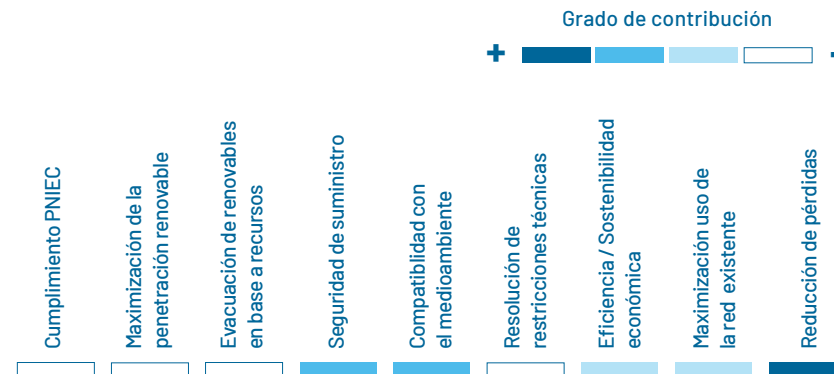 Grado de contribución
+
-
Cumplimiento PNIEC
Maximización de la
penetración renovable
Evacuación de renovables
en base a recursos
Seguridad de suministro
Compatiblidad con
el medioambiente
Resolución de
restricciones técnicas
Eficiencia / Sostenibilidad
económica
Maximización uso de
la red existente
Reducción de pérdidas